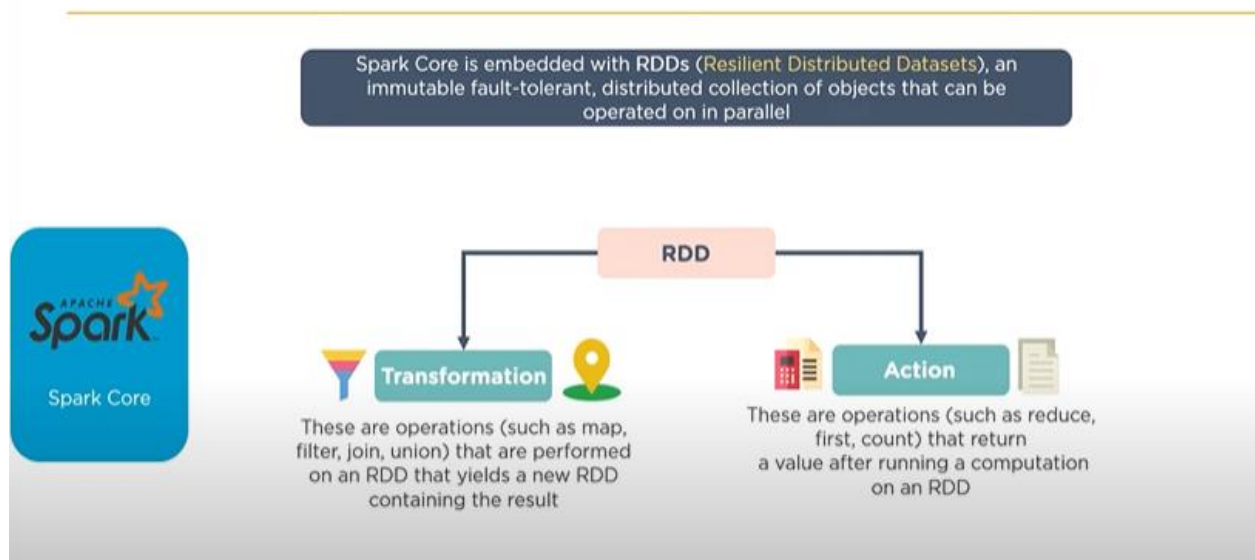 Spark Core is embedded with RDDs (Resilient Distributed Datasets), an
immutable fault-tolerant, distributed collection of objects that can be
operated on in parallel
RDD
APACHE
Spark
Spark Core
Transformation
These are operations (such as map,
filter, join, union) that are performed
on an RDD that yields a new RDD
containing the result
Action
These are operations (such as reduce,
first, count) that return
a value after running a computation
on an RDD